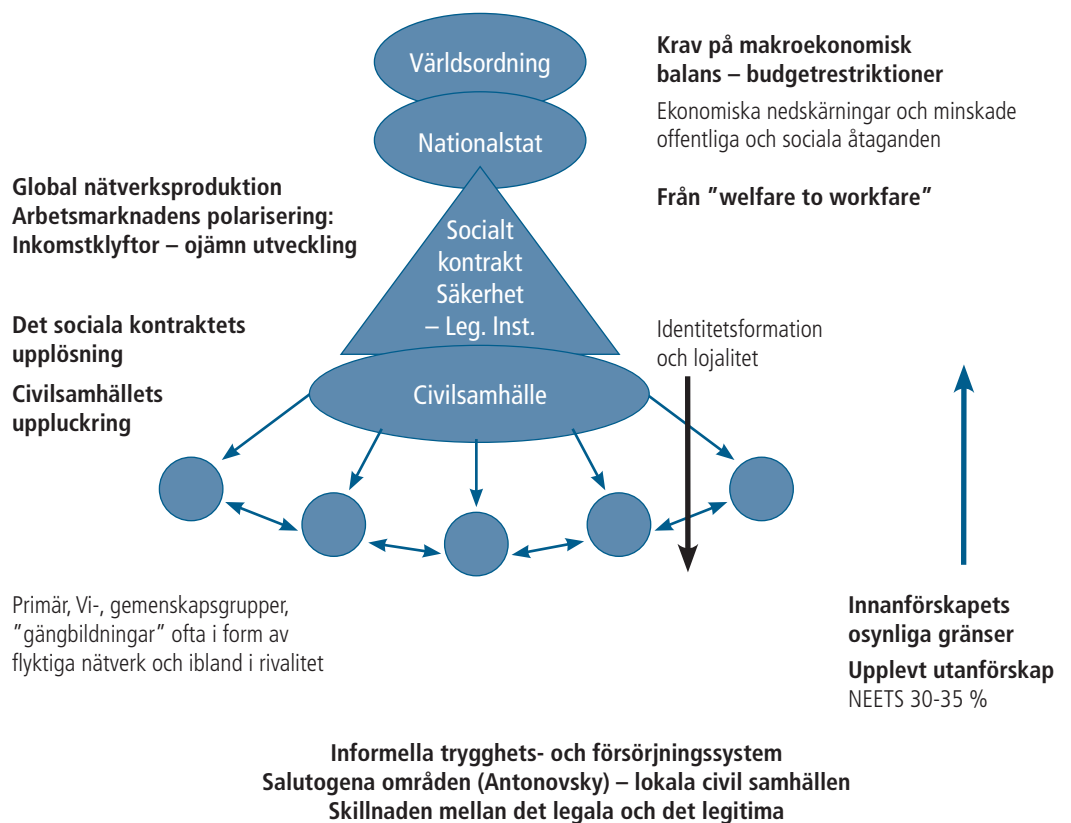 Världsordning
Nationalstat
Krav på makroekonomisk
balans – budgetrestriktioner
Ekonomiska nedskärningar och minskade
offentliga och sociala åtaganden
Från ”welfare to workfare”
Global nätverksproduktion
Arbetsmarknadens polarisering:
Inkomstklyftor – ojämn utveckling
Socialt
kontrakt
Säkerhet
– Leg. Inst.
Det sociala kontraktets
upplösning
Civilsamhällets
uppluckring
Civilsamhälle
Identitetsformation
och lojalitet
Primär, Vi-, gemenskapsgrupper,
”gängbildningar” ofta i form av
flyktiga nätverk och ibland i rivalitet
Innanförskapets
osynliga gränser
Upplevt utanförskap
NEETS 30-35 %
Informella trygghets- och försörjningssystem
Salutogena områden (Antonovsky) – lokala civil samhällen
Skillnaden mellan det legala och det legitima